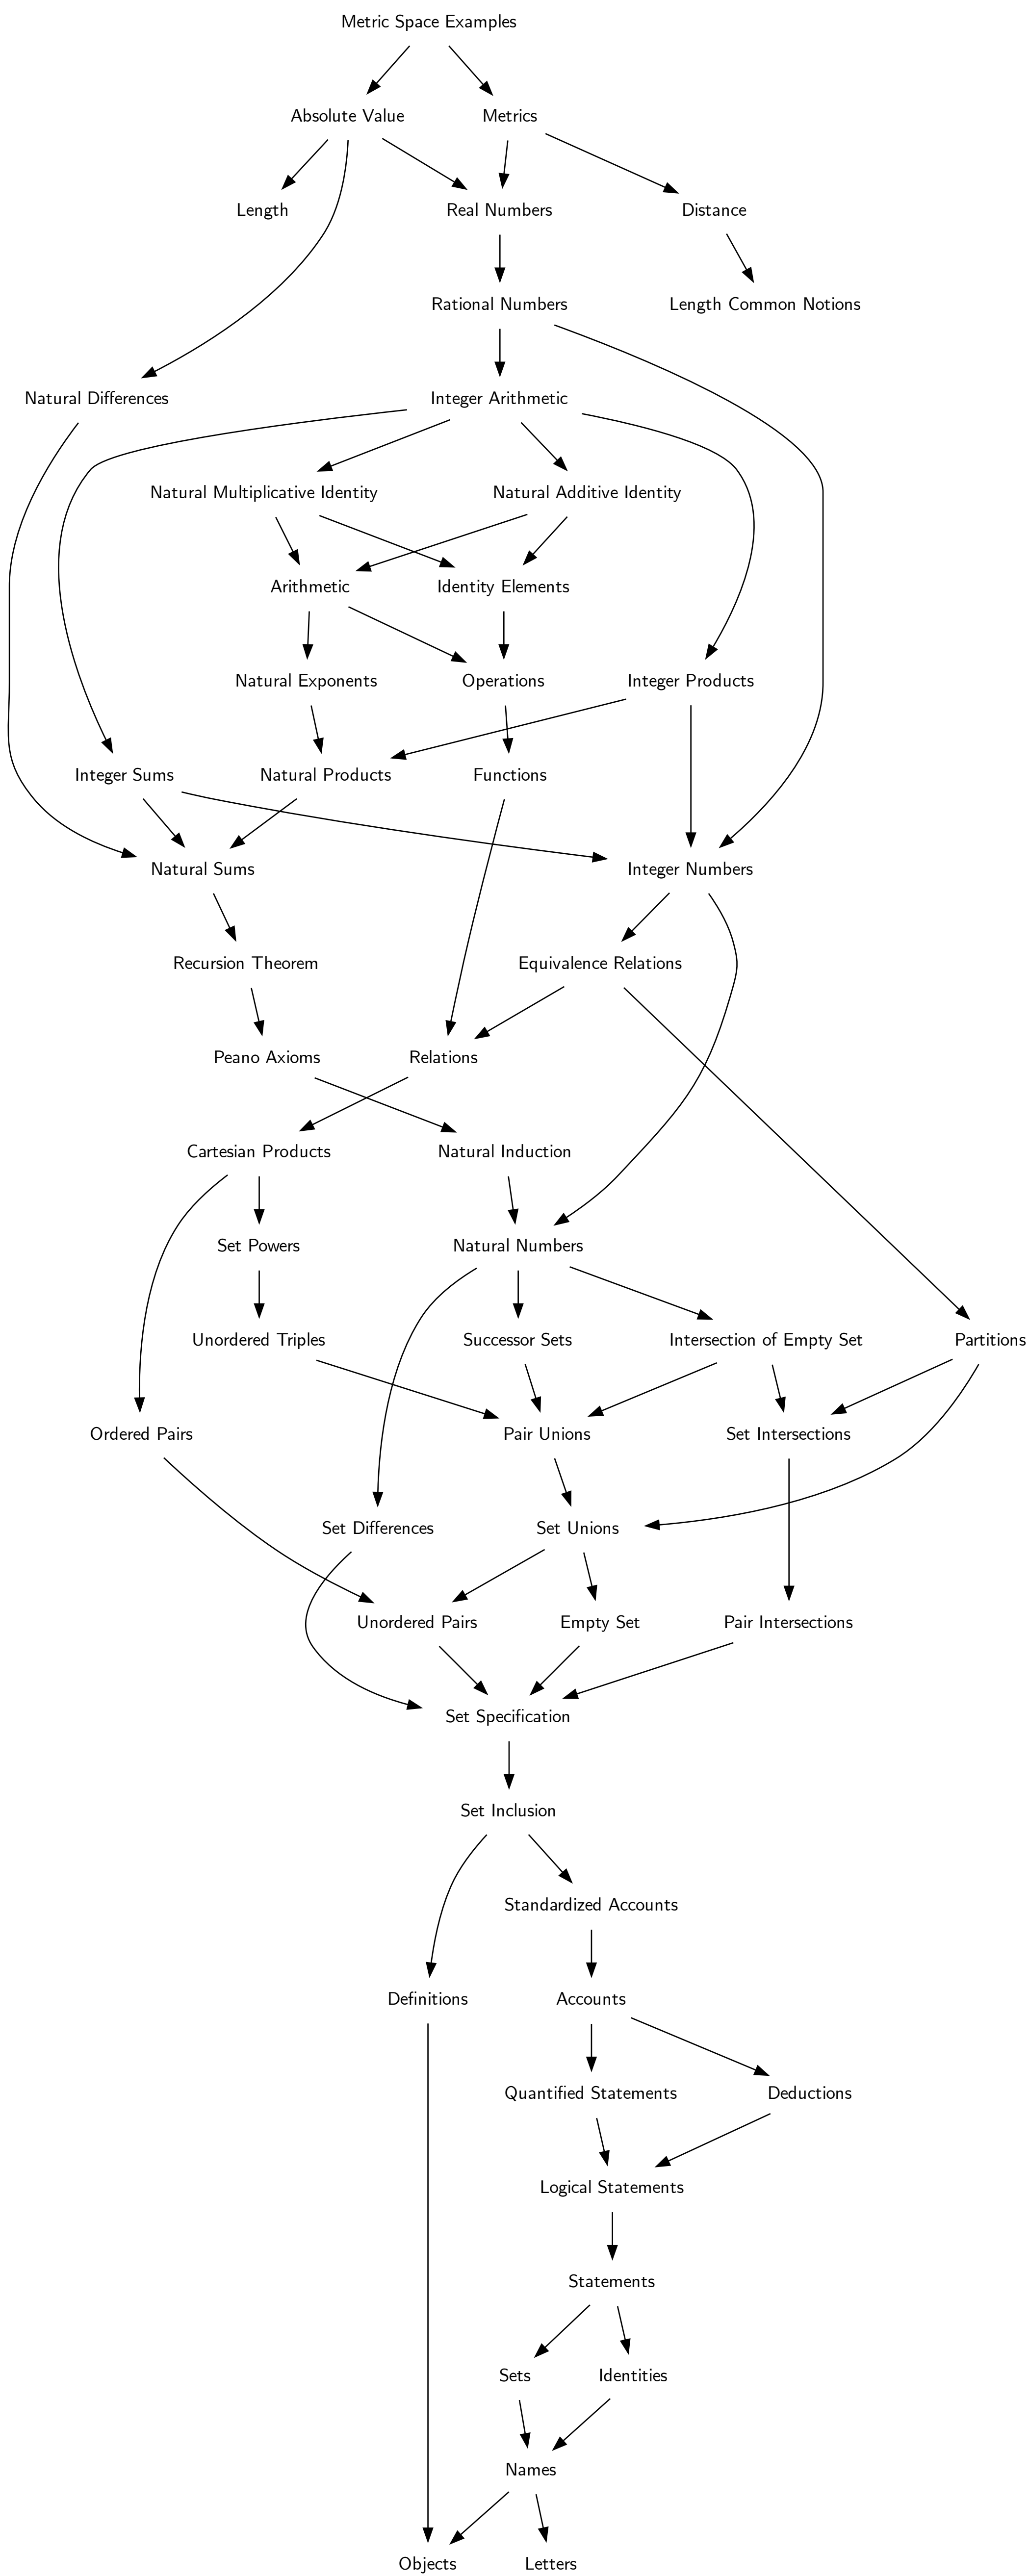 Metric Space Examples
Absolute Value
Metrics
Length
Real Numbers
Distance
Rational Numbers
Length Common Notions
Natural Differences
Integer Arithmetic
Natural Multiplicative Identity
Natural Additive Identity
Arithmetic
Identity Elements
Natural Exponents
Operations
Integer Products
Integer Sums
Natural Products
Functions
Natural Sums
Integer Numbers
Recursion Theorem
Equivalence Relations
Peano Axioms
Relations
Cartesian Products
Natural Induction
Set Powers
Natural Numbers
Unordered Triples
Successor Sets
Intersection of Empty Set
Partitions
Ordered Pairs
Pair Unions
Set Intersections
Set Differences
Set Unions
Unordered Pairs
Empty Set
Pair Intersections
Set Specification
Set Inclusion
Standardized Accounts
Definitions
Accounts
Quantified Statements
Deductions
Logical Statements
Statements
Sets
Identities
Names
Objects
Letters